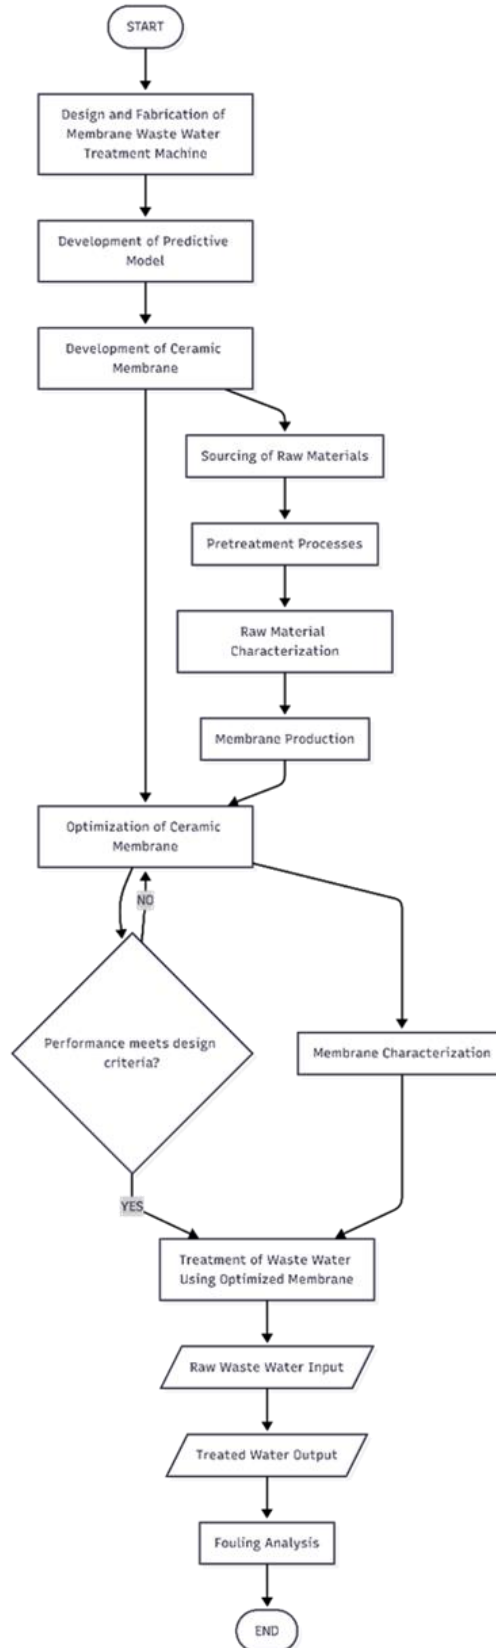 START
Design and Fabrication of
Membrane Waste Water
Treatment Machine
Development of Predictive
Model
Development of Ceramic
Membrane
Sourcing of Raw Materials
Pretreatment Processes
Raw Material
Characterization
Membrane Production
Optimization of Ceramic
Membrane
NO
Performance meets design
criteria?
Membrane Characterization
YES
Treatment of Waste Water
Using Optimized Membrane
Raw Waste Water Input
Treated Water Output
Fouling Analysis
END